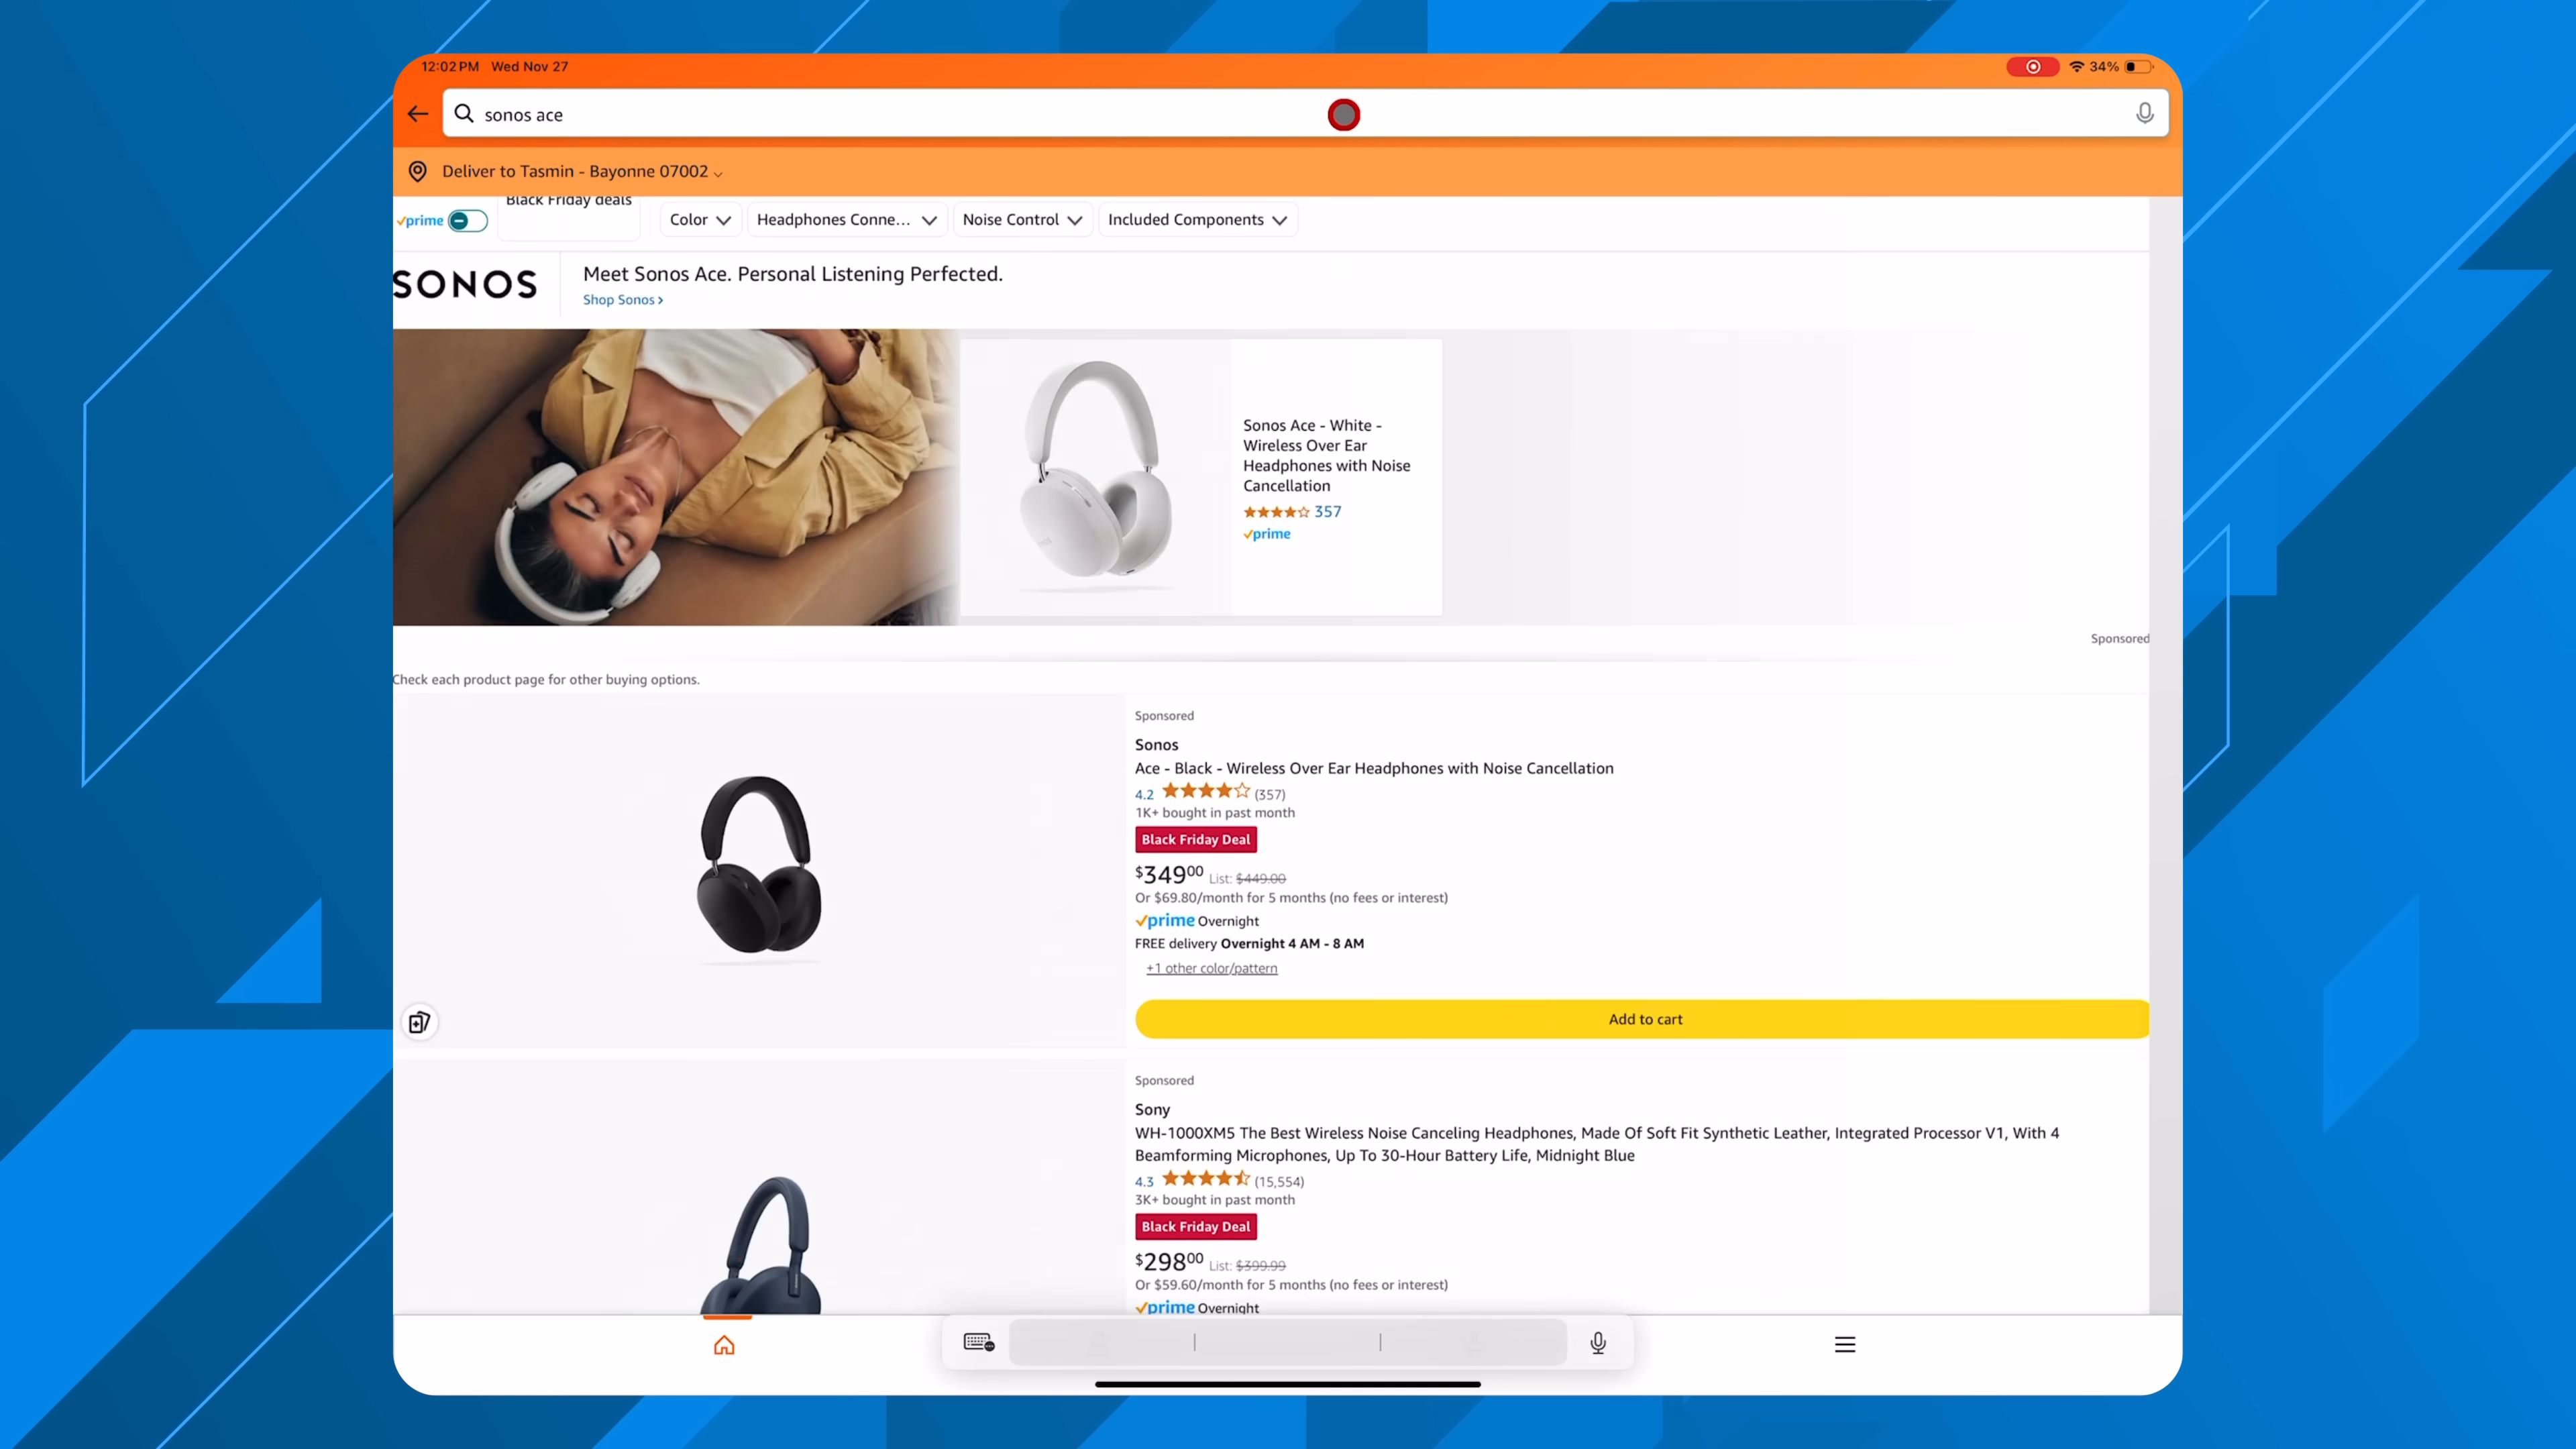 12:02 PM Wed Nov 27
34%
sonos ace
Deliver to Tasmin - Bayonne 07002
prime
Black Friday deals
Color
Headphones Conne...
Noise Control
Included Components
SONOS
Meet Sonos Ace. Personal Listening Perfected.
Shop Sonos ›
Sonos Ace - White -
Wireless Over Ear
Headphones with Noise
Cancellation
357
prime
Sponsored
Check each product page for other buying options.
Sponsored
Sonos
Ace - Black - Wireless Over Ear Headphones with Noise Cancellation
4.2 (357)
1K+ bought in past month
Black Friday Deal
$34900 List: $449.00
Or $69.80/month for 5 months (no fees or interest)
prime Overnight
FREE delivery Overnight 4 AM - 8 AM
+1 other color/pattern
Add to cart
Sponsored
Sony
WH-1000XM5 The Best Wireless Noise Canceling Headphones, Made Of Soft Fit Synthetic Leather, Integrated Processor V1, With 4
Beamforming Microphones, Up To 30-Hour Battery Life, Midnight Blue
4.3 (15,554)
3K+ bought in past month
Black Friday Deal
$29800 List: $399.99
Or $59.60/month for 5 months (no fees or interest)
prime Overnight